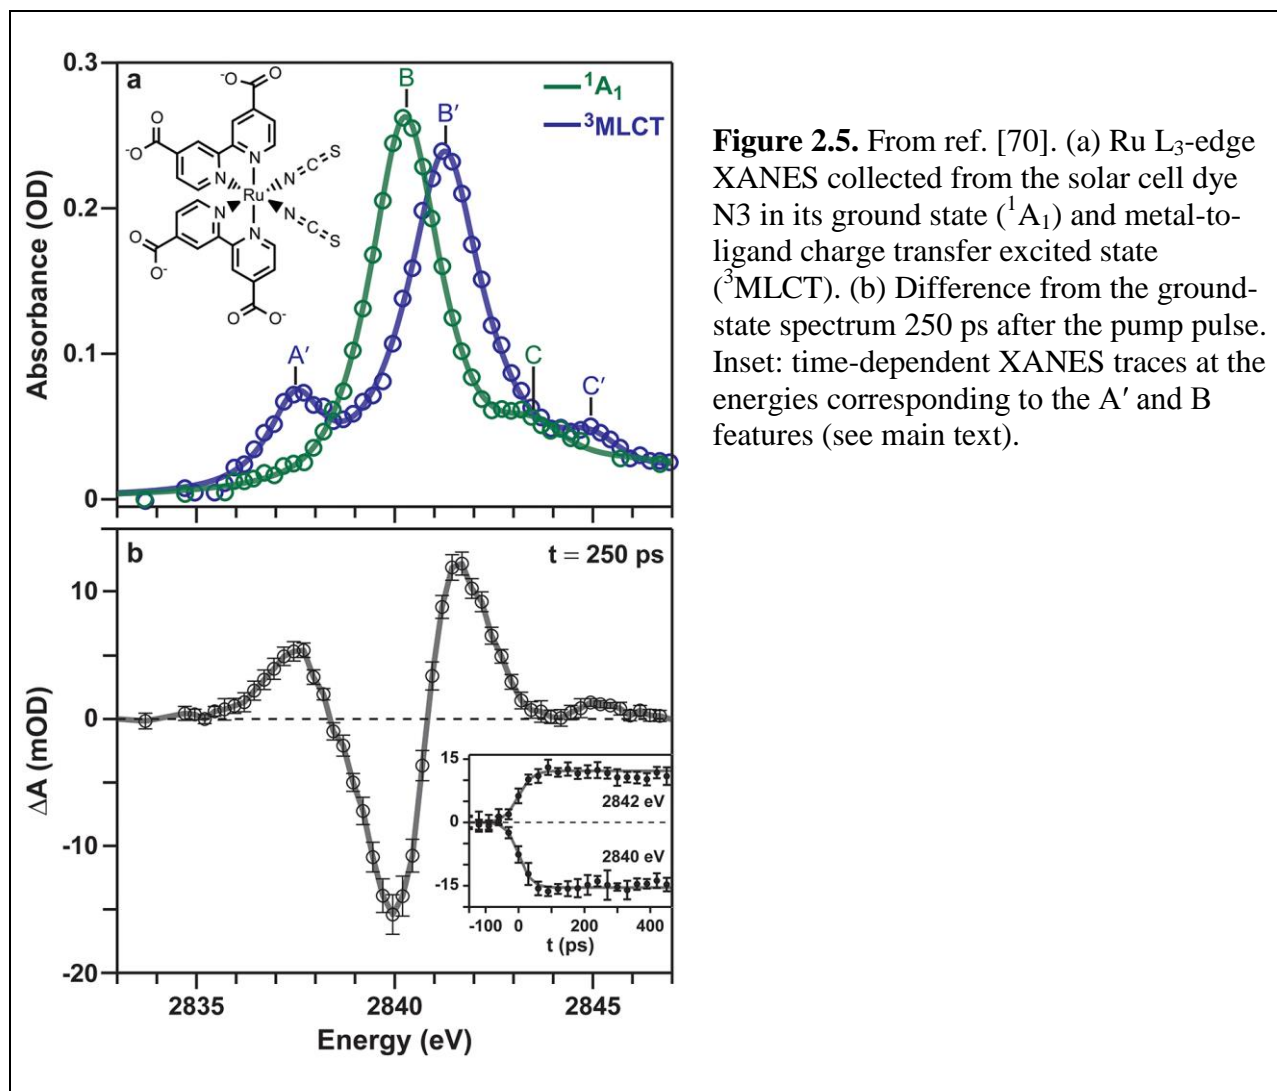 0.3
0.2
0.1
0
Absorbance (OD)
a
B
B′
A′
C
C′
¹A₁
³MLCT
-O
O
O
O-
O
-O
O
O-
N
N
N
N
Ru
N=C=S
N=C=S
b
t = 250 ps
10
0
-10
-20
ΔA (mOD)
15
0
-15
2842 eV
2840 eV
-100 0 200 400
t (ps)
2835 2840 2845
Energy (eV)
Figure 2.5. From ref. [70]. (a) Ru L₃-edge
XANES collected from the solar cell dye
N3 in its ground state (¹A₁) and metal-to-
ligand charge transfer excited state
(³MLCT). (b) Difference from the ground-
state spectrum 250 ps after the pump pulse.
Inset: time-dependent XANES traces at the
energies corresponding to the A′ and B
features (see main text).